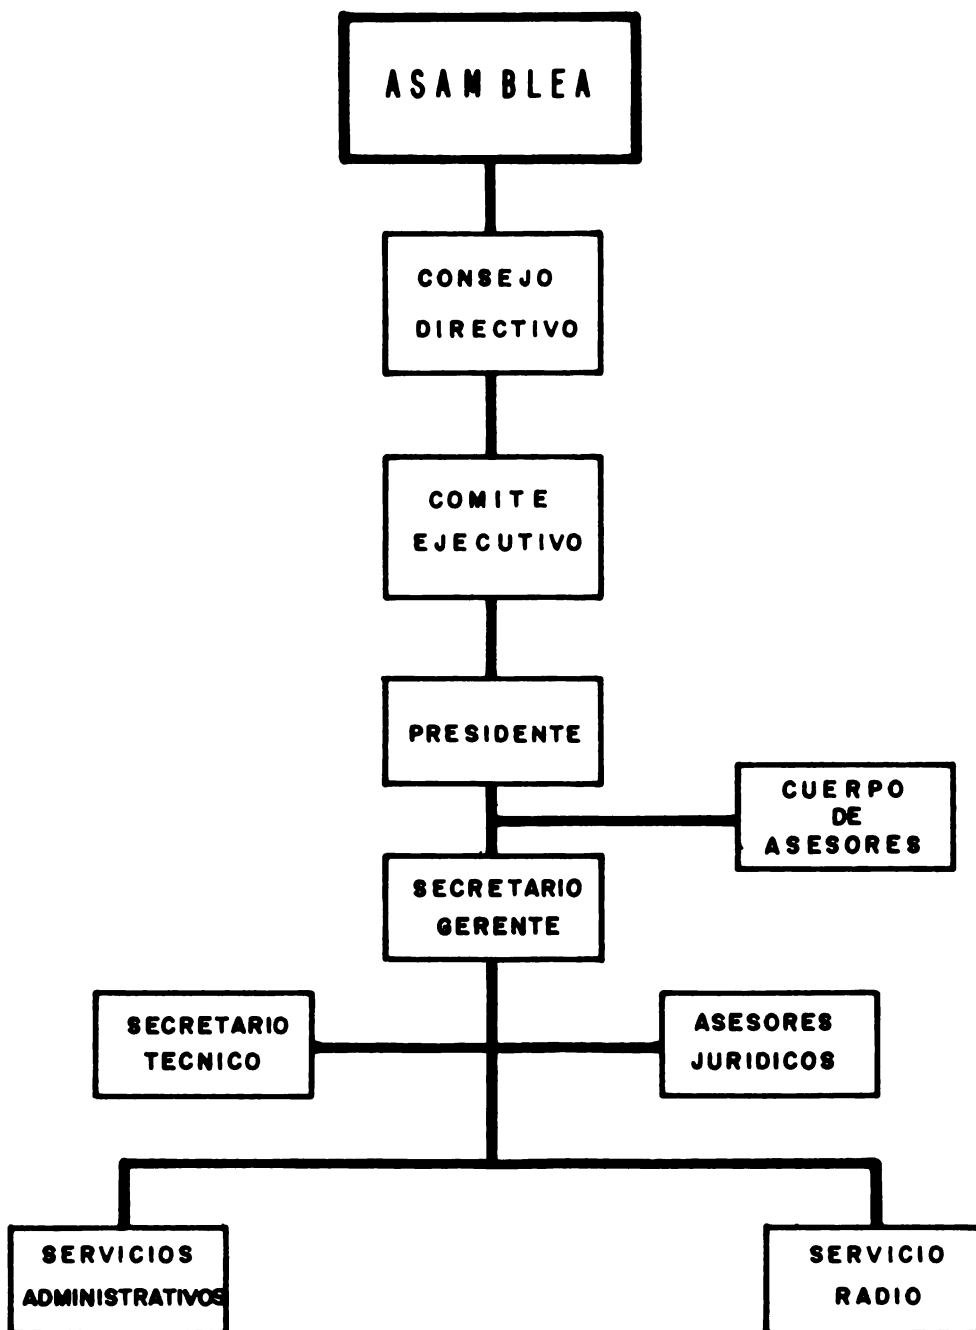 ASAMBLEA
CONSEJO
DIRECTIVO
COMITE
EJECUTIVO
PRESIDENTE
CUERPO
DE
ASESORES
SECRETARIO
GERENTE
SECRETARIO
TECNICO
ASESORES
JURIDICOS
SERVICIOS
ADMINISTRATIVOS
SERVICIO
RADIO